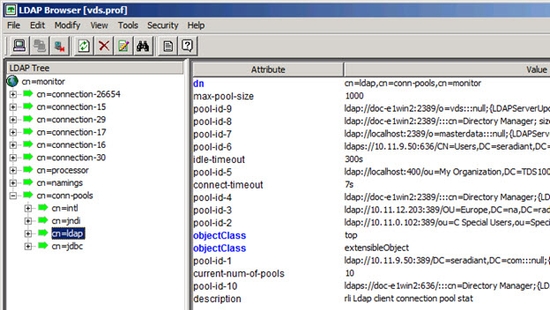 LDAP Browser [vds.prof]
File Edit Modify View Tools Security Help
LDAP Tree
cn=monitor
cn=connection-26654
cn=connection-15
cn=connection-29
cn=connection-17
cn=connection-16
cn=connection-30
cn=processor
cn=namings
cn=conn-pools
cn=intl
cn=jndi
cn=ldap
cn=jdbc
Attribute Value
dn cn=ldap,cn=conn-pools,cn=monitor
max-pool-size 1000
pool-id-9 ldap://doc-e1win2:2389/o=vds:::null;{LDAPServerUpd
pool-id-8 ldap://doc-e1win2:2389/:::cn=Directory Manager; size
pool-id-7 ldap://localhost:2389/o=masterdata:::null;{LDAPServe
pool-id-6 ldaps://10.11.9.50:636/CN=Users,DC=seradiant,DC=
idle-timeout 300s
pool-id-5 ldap://localhost:400/ou=My Organization,DC=TDS100
connect-timeout 7s
pool-id-4 ldap://doc-e1win2:2389/:::cn=Directory Manager;{LD
pool-id-3 ldap://10.11.12.203:389/OU=Europe,DC=na,DC=rad
pool-id-2 ldap://10.11.0.102:389/ou=C Special Users,ou=Specia
objectClass top
objectClass extensibleObject
pool-id-1 ldap://10.11.9.50:389/DC=seradiant,DC=com:::null;{
current-num-of-pools 10
pool-id-10 ldaps://doc-e1win2:636/:::cn=Directory Manager;{LD
description rli Ldap client connection pool stat